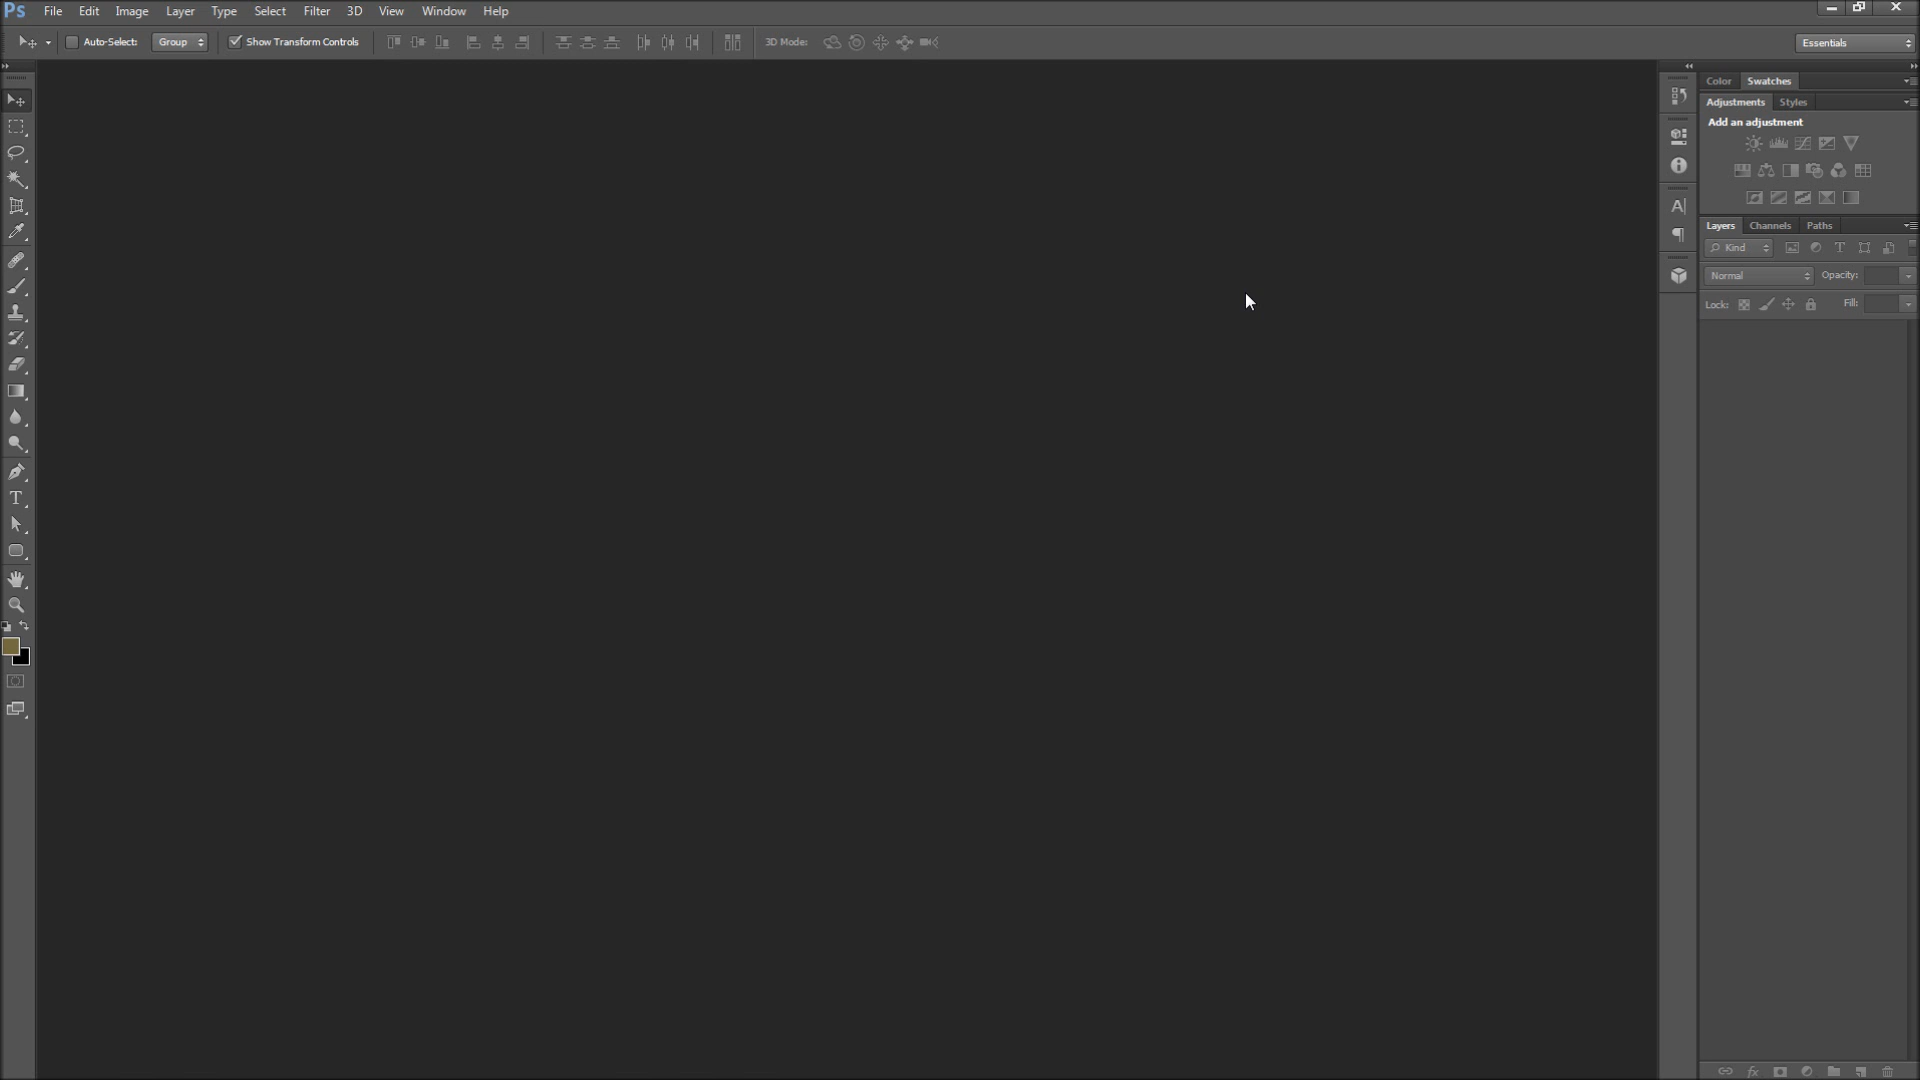 Ps File Edit Image Layer Type Select Filter 3D View Window Help
Auto-Select: Group Show Transform Controls 3D Mode: Essentials
Color Swatches
Adjustments Styles
Add an adjustment
Layers Channels Paths
Kind T
Normal Opacity:
Lock: Fill:
A|
T
fx